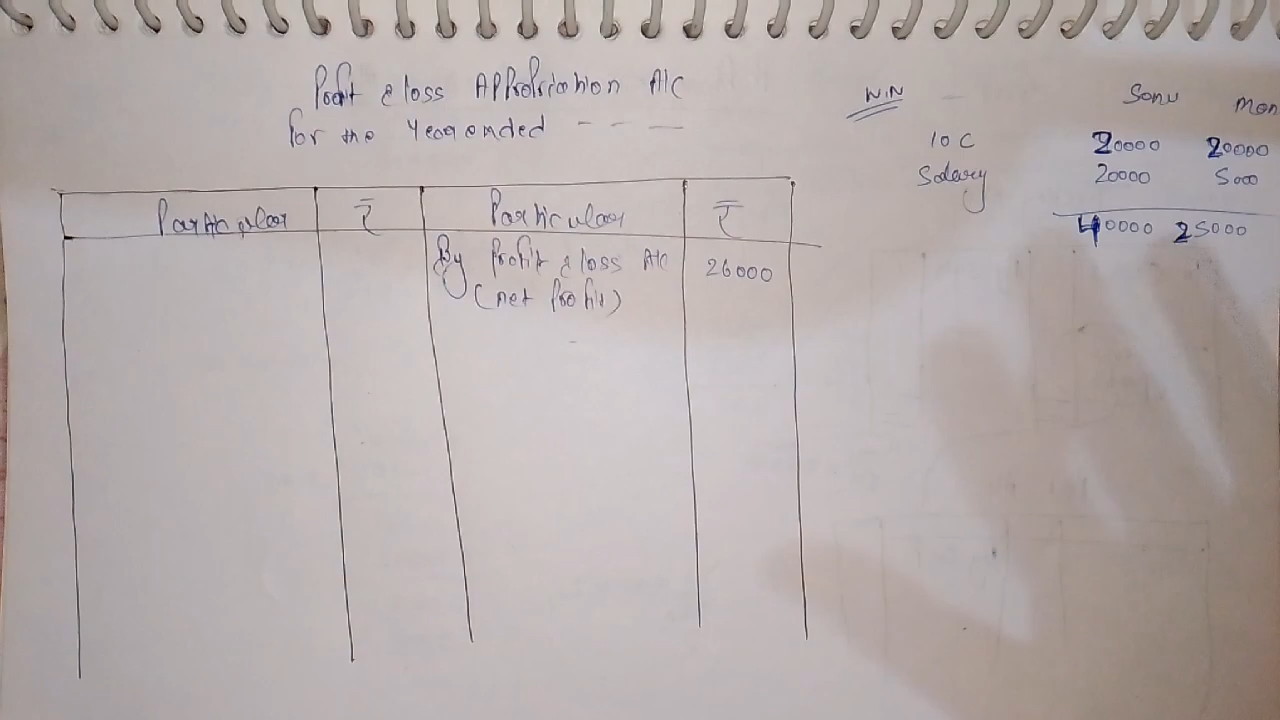 Profit & loss Appropriation A/C
for the Year ended - - -
Particular ₹ Particular ₹
By Profit & loss A/c 26000
(net profit)
W.N -
Sonu Mon
IOC 20000 20000
Salary 20000 5000
40000 25000